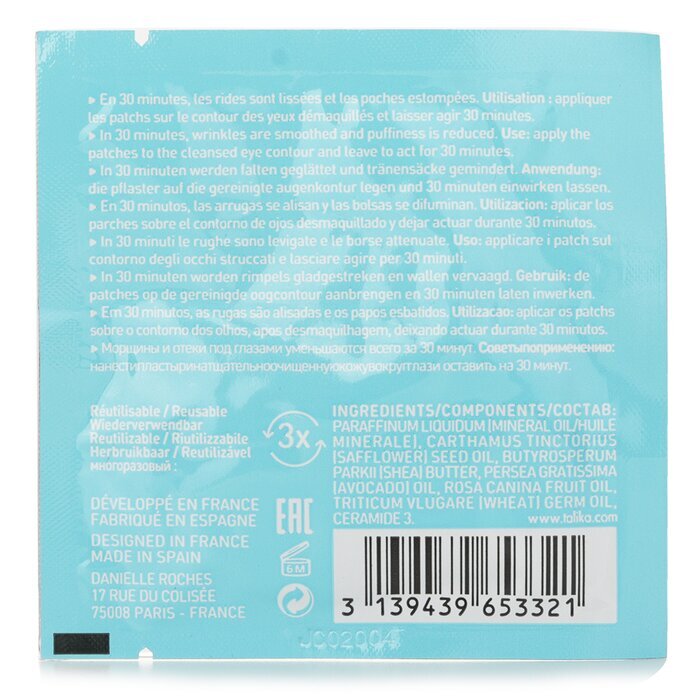 ▸ En 30 minutes, les rides sont lissées et les poches estompées. Utilisation : appliquer
les patchs sur le contour des yeux démaquillés et laisser agir 30 minutes.
▸ In 30 minutes, wrinkles are smoothed and puffiness is reduced. Use: apply the
patches to the cleansed eye contour and leave to act for 30 minutes.
▸ In 30 minuten werden falten geglättet und tränensäcke gemindert. Anwendung:
die pflaster auf die gereinigte augenkontur legen und 30 minuten einwirken lassen.
▸ En 30 minutos, las arrugas se alisan y las bolsas se difuminan. Utilizacion: aplicar los
parches sobre el contorno de ojos desmaquillado y dejar actuar durante 30 minutos.
▸ In 30 minuti le rughe sono levigate e le borse attenuate. Uso: applicare i patch sul
contorno degli occhi struccati e lasciare agire per 30 minuti.
▸ In 30 minuten worden rimpels gladgestreken en wallen vervaagd. Gebruik: de
patches op de gereinigde oogcontour aanbrengen en 30 minuten laten inwerken.
▸ Em 30 minutos, as rugas são alisadas e os papos esbatidos. Utilizacao: aplicar os patchs
sobre o contorno dos olhos, apos desmaquilhagem, deixando actuar durante 30 minutos.
▸ Морщины и отеки под глазами уменьшаются всего за 30 минут. Советыпоприменению:
нанестипластыринатщательноочищеннуюкожувокруглази оставить на 30 минут.
Réutilisable / Reusable
Wiederverwendbar
Reutilizable / Riutilizzabile
Herbruikbaar / Reutilizável
многоразовый :
3x
INGREDIENTS/COMPONENTS/СОСТАВ:
PARAFFINUM LIQUIDUM (MINERAL OIL/HUILE
MINERALE), CARTHAMUS TINCTORIUS
(SAFFLOWER) SEED OIL, BUTYROSPERUM
PARKII (SHEA) BUTTER, PERSEA GRATISSIMA
(AVOCADO) OIL, ROSA CANINA FRUIT OIL,
TRITICUM VLUGARE (WHEAT) GERM OIL,
CERAMIDE 3.
www.talika.com
DÉVELOPPÉ EN FRANCE
FABRIQUÉ EN ESPAGNE
DESIGNED IN FRANCE
MADE IN SPAIN
DANIELLE ROCHES
17 RUE DU COLISÉE
75008 PARIS - FRANCE
EAC
6 M
3 139439 653321
JC02004